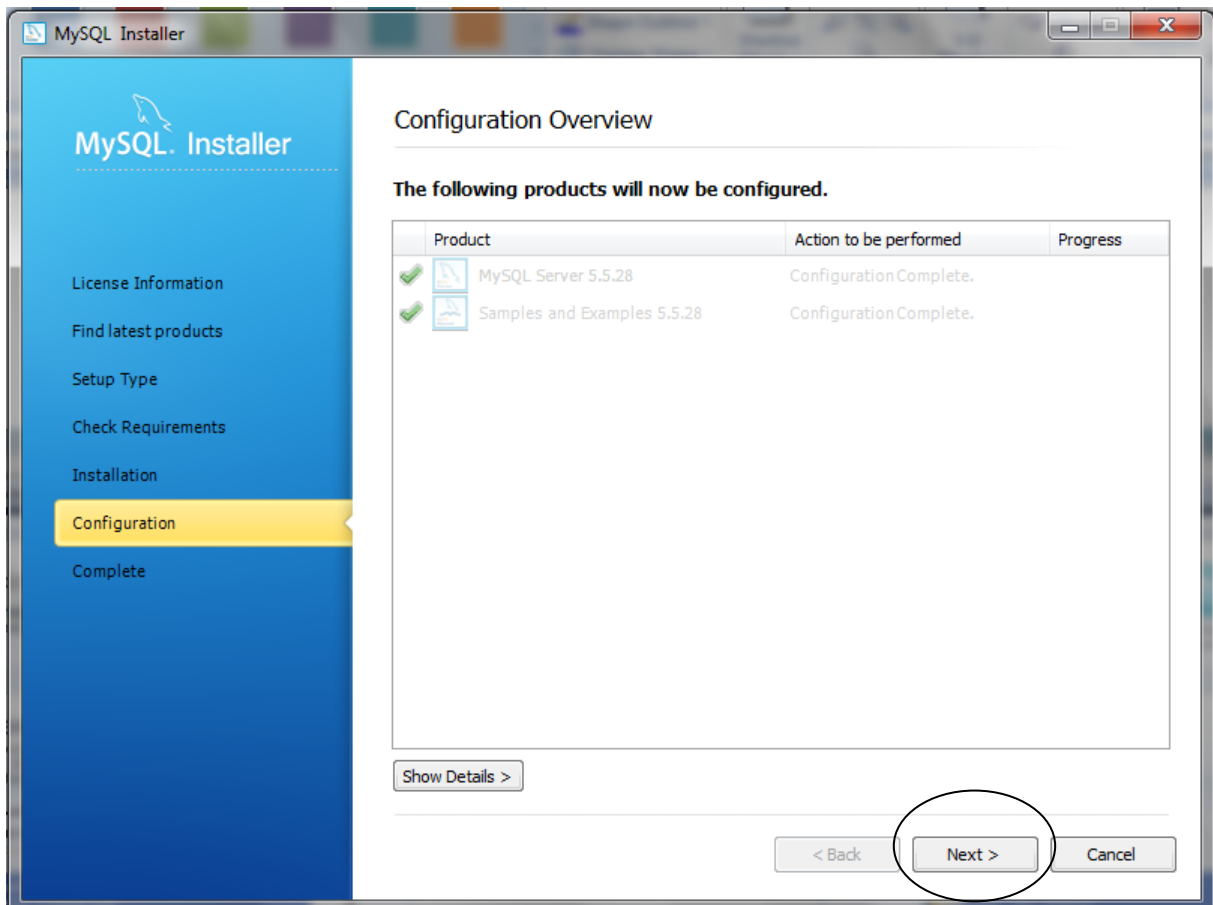 MySQL Installer
MySQL. Installer
License Information
Find latest products
Setup Type
Check Requirements
Installation
Configuration
Complete
Configuration Overview
The following products will now be configured.
Product Action to be performed Progress
MySQL Server 5.5.28 Configuration Complete.
Samples and Examples 5.5.28 Configuration Complete.
Show Details >
< Back Next > Cancel